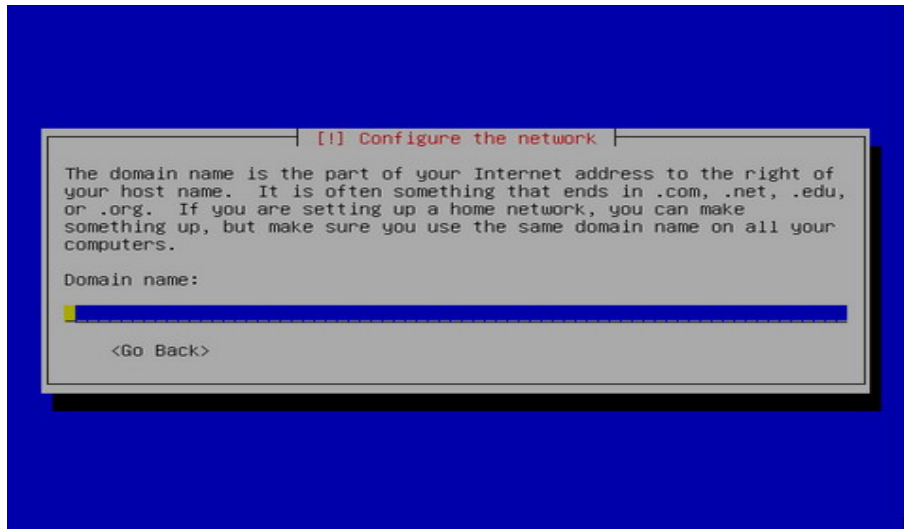 [!] Configure the network
The domain name is the part of your Internet address to the right of
your host name.  It is often something that ends in .com, .net, .edu,
or .org.  If you are setting up a home network, you can make
something up, but make sure you use the same domain name on all your
computers.
Domain name:
<Go Back>